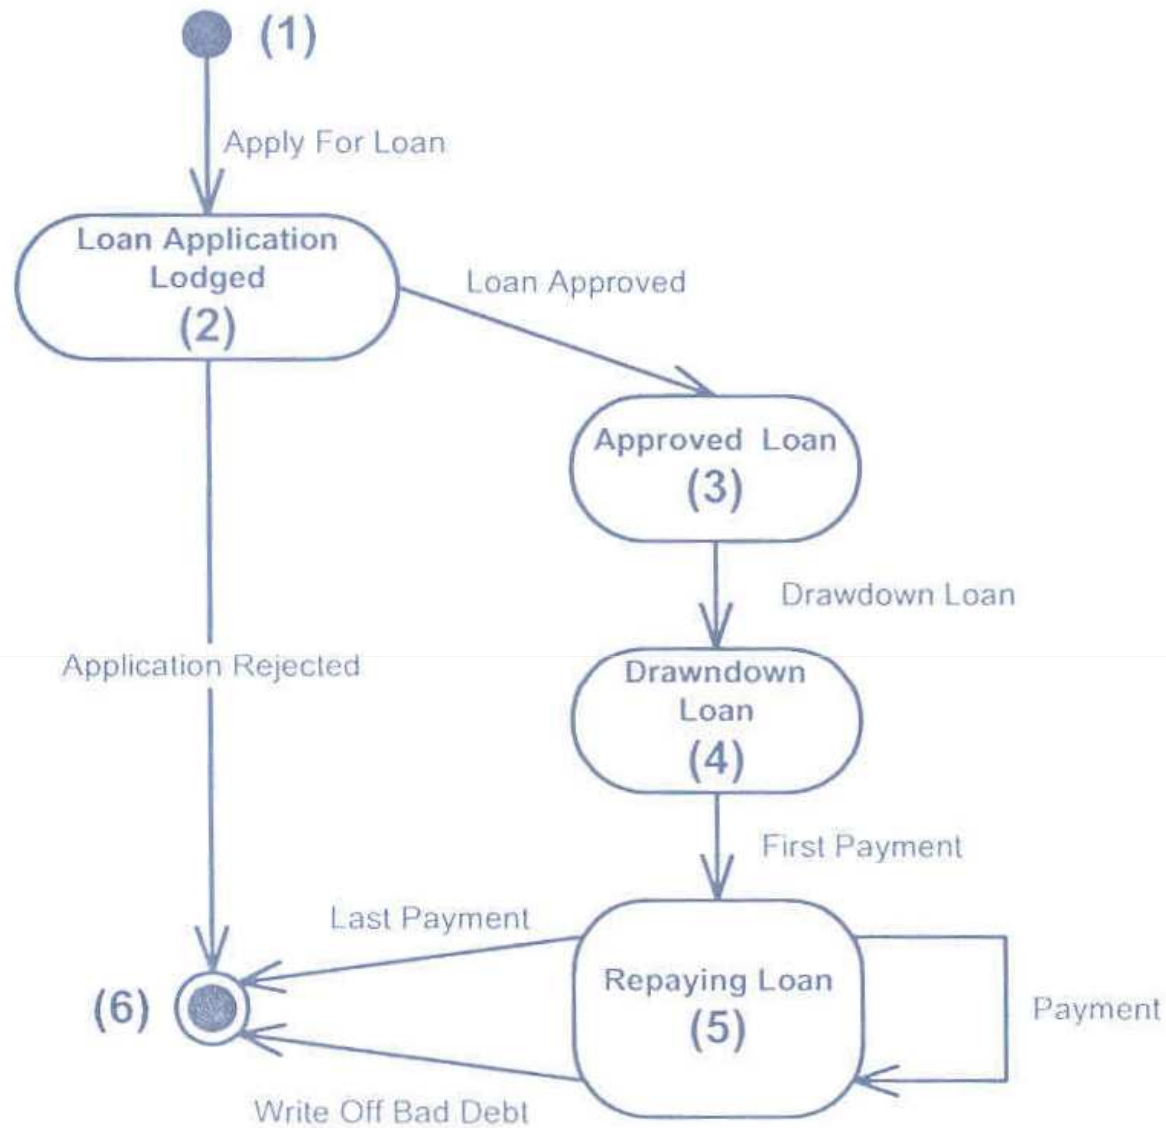 (1)
Apply For Loan
Loan Application
Lodged
(2)
Loan Approved
Approved Loan
(3)
Drawdown Loan
Application Rejected
Drawndown
Loan
(4)
First Payment
Last Payment
Repaying Loan
(5)
(6)
Payment
Write Off Bad Debt